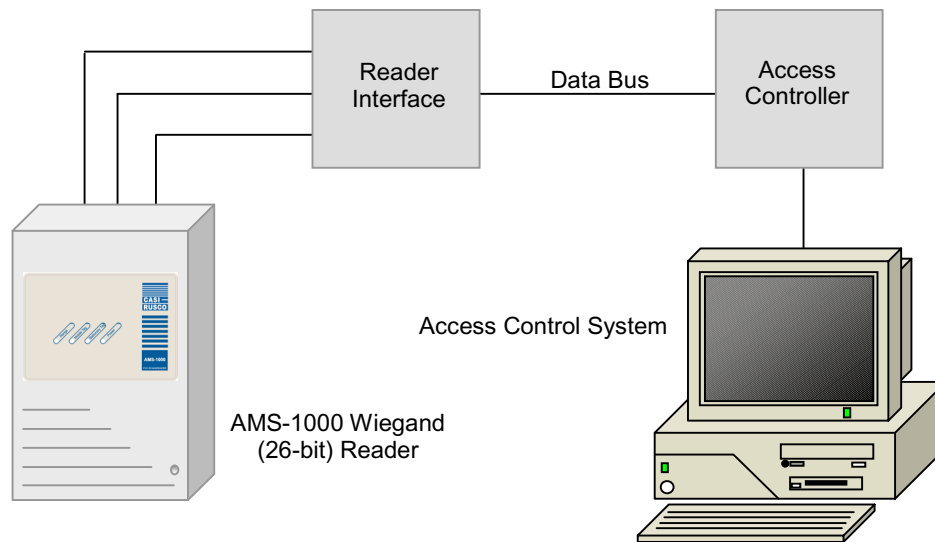 Reader
Interface
Data Bus
Access
Controller
CASI
RUSCO
AMS-1000
Access Control System
AMS-1000 Wiegand
(26-bit) Reader